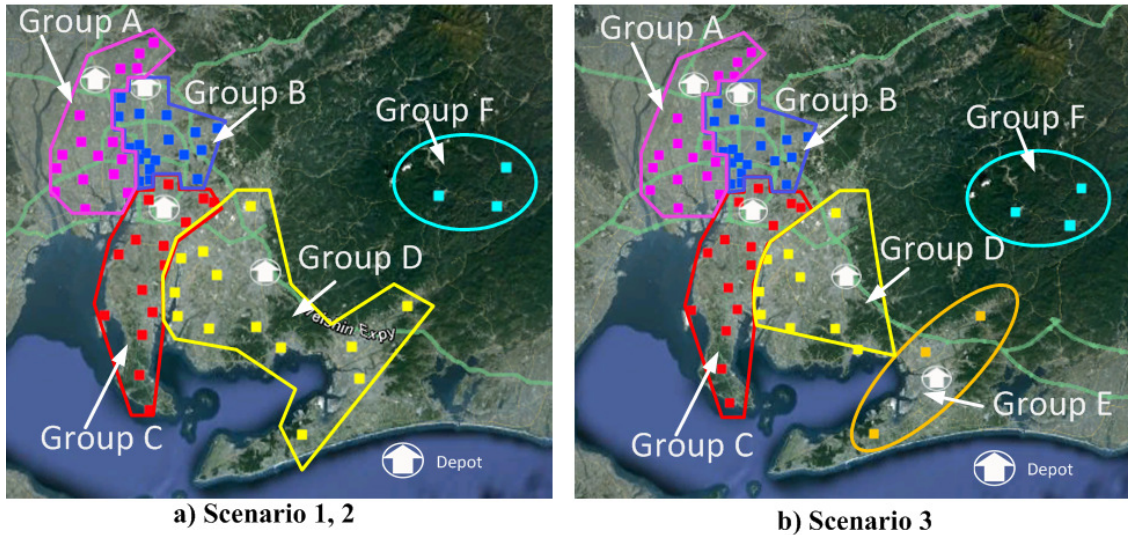 Group A
Group B
Group F
Group D
Group C
Depot
a) Scenario 1, 2
Group A
Group B
Group F
Group D
Group C
Group E
Depot
b) Scenario 3